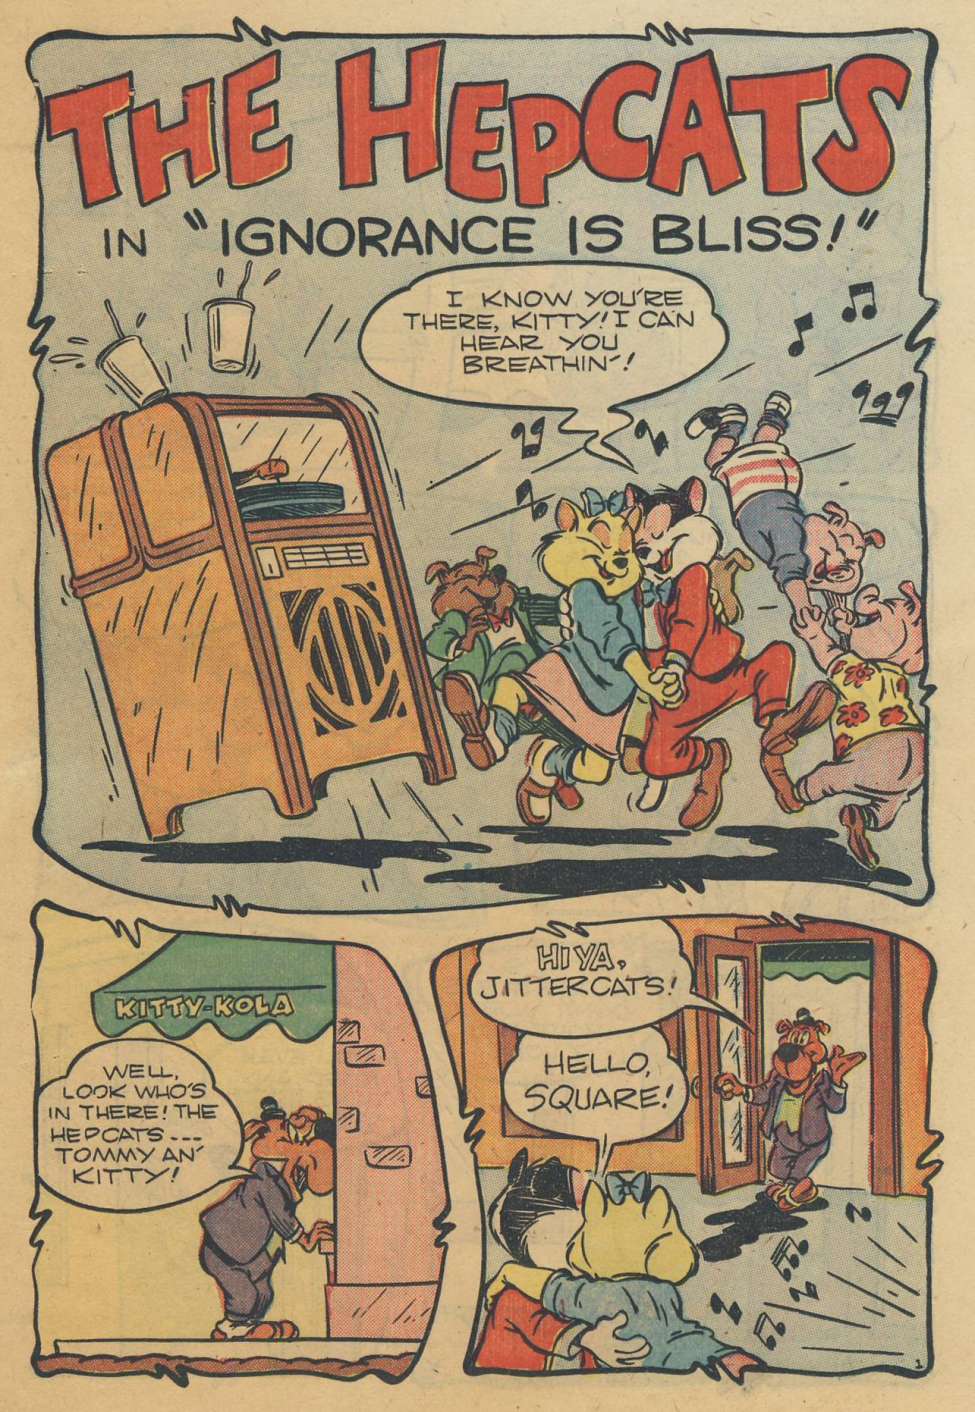 THE HEPCATS
IN "IGNORANCE IS BLISS!"
I KNOW YOU'RE
THERE, KITTY! I CAN
HEAR YOU
BREATHIN'!
KITTY-KOLA
WELL,
LOOK WHO'S
IN THERE! THE
HEPCATS ---
TOMMY AN'
KITTY!
HIYA,
JITTERCATS!
HELLO,
SQUARE!
1